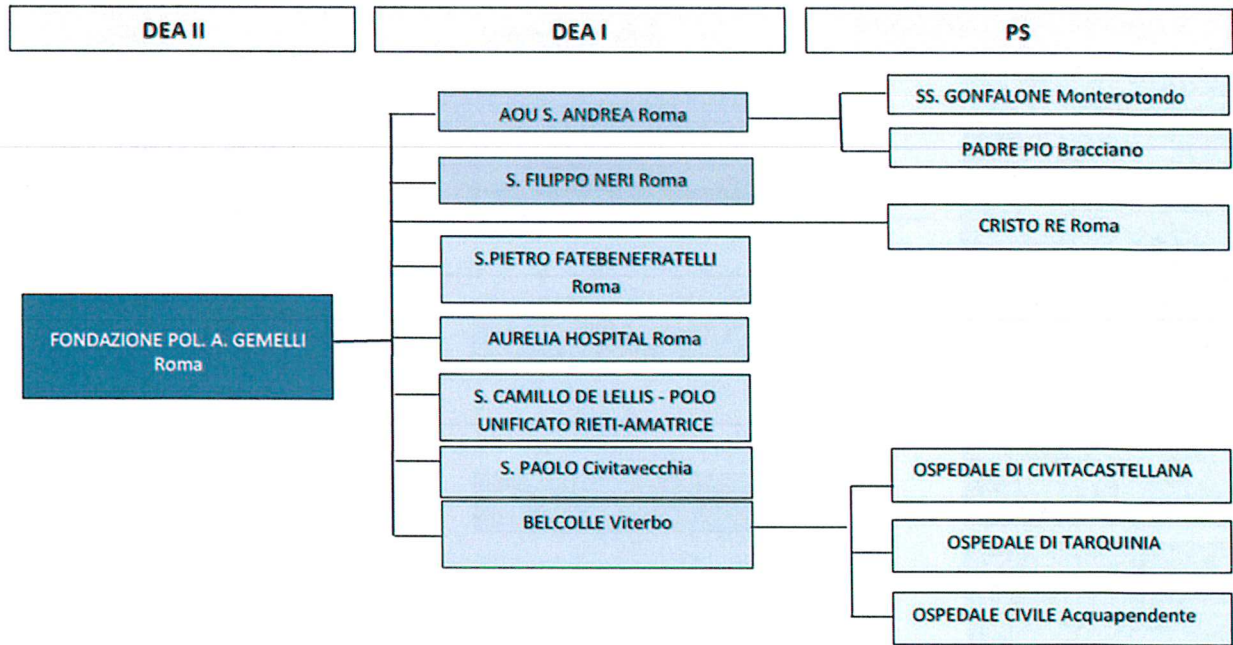 DEA II
DEA I
PS
AOU S. ANDREA Roma
SS. GONFALONE Monterotondo
PADRE PIO Bracciano
S. FILIPPO NERI Roma
CRISTO RE Roma
S.PIETRO FATEBENEFRATELLI
Roma
FONDAZIONE POL. A. GEMELLI
Roma
AURELIA HOSPITAL Roma
S. CAMILLO DE LELLIS - POLO
UNIFICATO RIETI-AMATRICE
S. PAOLO Civitavecchia
BELCOLLE Viterbo
OSPEDALE DI CIVITACASTELLANA
OSPEDALE DI TARQUINIA
OSPEDALE CIVILE Acquapendente